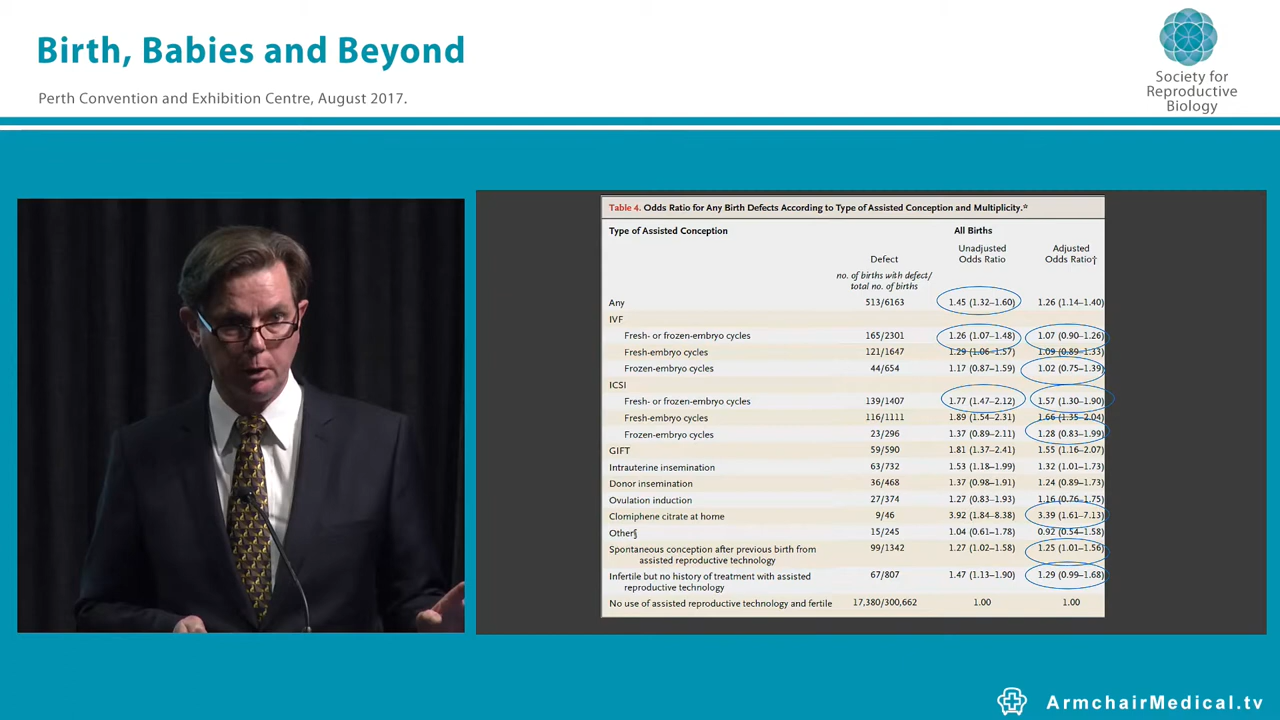 Birth, Babies and Beyond
Perth Convention and Exhibition Centre, August 2017.
Society for
Reproductive
Biology
Table 4. Odds Ratio for Any Birth Defects According to Type of Assisted Conception and Multiplicity.*
Type of Assisted Conception All Births
Defect Unadjusted Odds Ratio Adjusted Odds Ratio†
no. of births with defect/
total no. of births
Any 513/6163 1.45 (1.32–1.60) 1.26 (1.14–1.40)
IVF
Fresh- or frozen-embryo cycles 165/2301 1.26 (1.07–1.48) 1.07 (0.90–1.26)
Fresh-embryo cycles 121/1647 1.29 (1.06–1.57) 1.09 (0.89–1.33)
Frozen-embryo cycles 44/654 1.17 (0.87–1.59) 1.02 (0.75–1.39)
ICSI
Fresh- or frozen-embryo cycles 139/1407 1.77 (1.47–2.12) 1.57 (1.30–1.90)
Fresh-embryo cycles 116/1111 1.89 (1.54–2.31) 1.66 (1.35–2.04)
Frozen-embryo cycles 23/296 1.37 (0.89–2.11) 1.28 (0.83–1.99)
GIFT 59/590 1.81 (1.37–2.41) 1.55 (1.16–2.07)
Intrauterine insemination 63/732 1.53 (1.18–1.99) 1.32 (1.01–1.73)
Donor insemination 36/468 1.37 (0.98–1.91) 1.24 (0.89–1.73)
Ovulation induction 27/374 1.27 (0.83–1.93) 1.16 (0.76–1.75)
Clomiphene citrate at home 9/46 3.92 (1.84–8.38) 3.39 (1.61–7.13)
Other§ 15/245 1.04 (0.61–1.78) 0.92 (0.54–1.58)
Spontaneous conception after previous birth from 99/1342 1.27 (1.02–1.58) 1.25 (1.01–1.56)
assisted reproductive technology
Infertile but no history of treatment with assisted 67/807 1.47 (1.13–1.90) 1.29 (0.99–1.68)
reproductive technology
No use of assisted reproductive technology and fertile 17,380/300,662 1.00 1.00
ArmchairMedical.tv